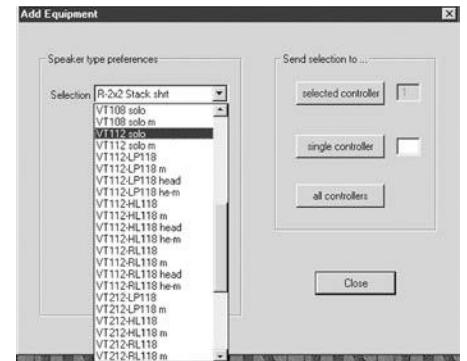 Add Equipment
Speaker type preferences
Selection R-2x2 Stack shrt
VT108 solo
VT108 solo m
VT112 solo
VT112 solo m
VT112-LP118
VT112-LP118 m
VT112-LP118 head
VT112-LP118 he-m
VT112-HL118
VT112-HL118 m
VT112-HL118 head
VT112-HL118 he-m
VT112-RL118
VT112-RL118 m
VT112-RL118 head
VT112-RL118 he-m
VT212-LP118
VT212-LP118 m
VT212-HL118
VT212-HL118 m
VT212-RL118
VT212-RL118 m
Send selection to ...
selected controller 1
single controller
all controllers
Close